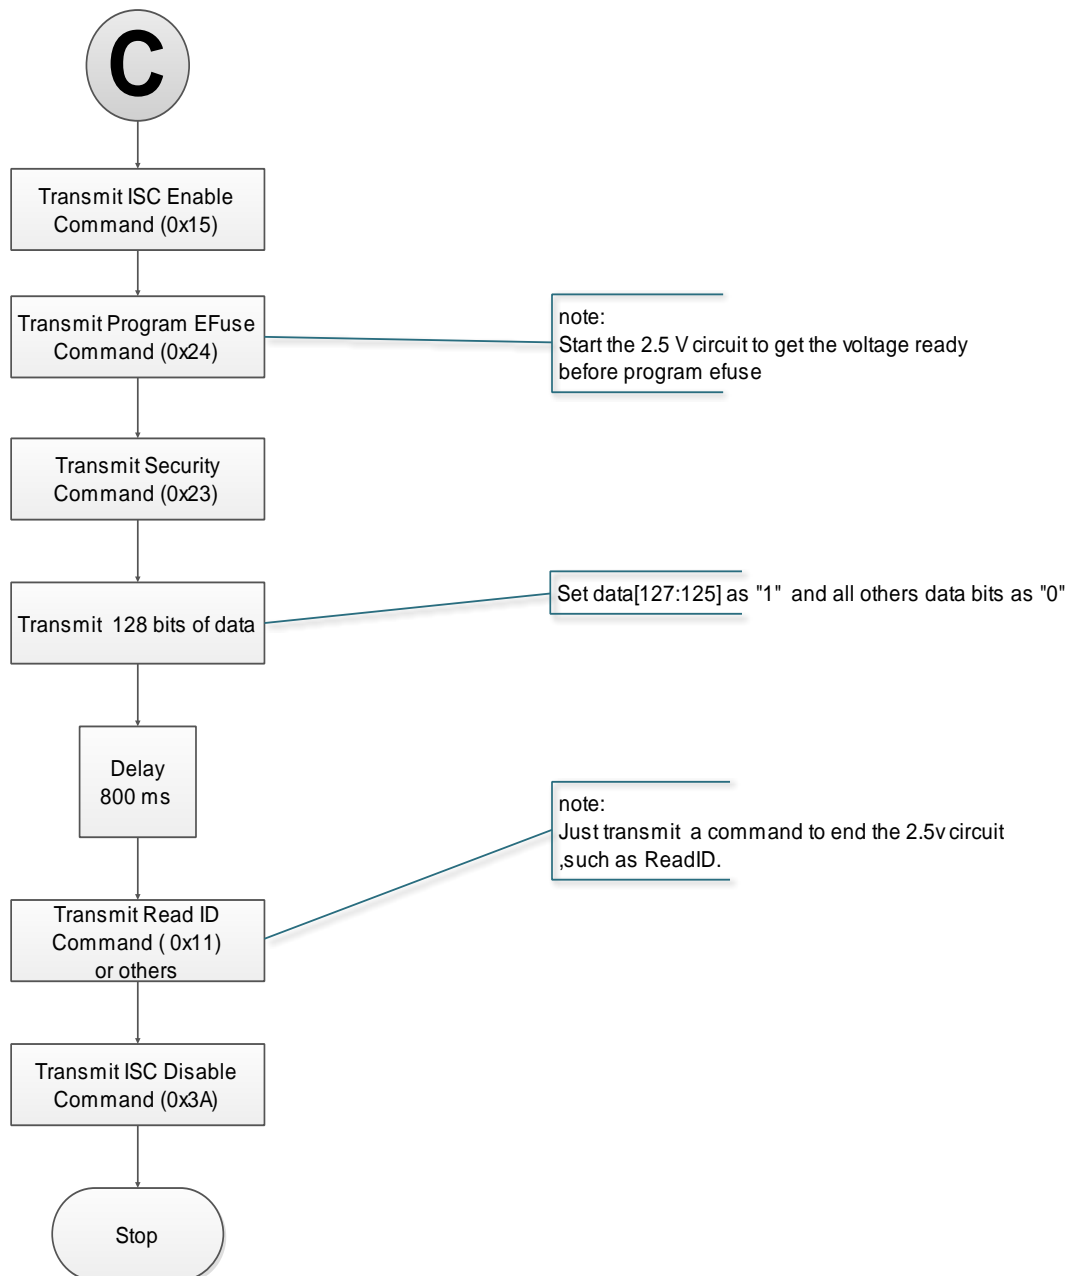 C
Transmit ISC Enable
Command (0x15)
Transmit Program EFuse
Command (0x24)
note:
Start the 2.5 V circuit to get the voltage ready
before program efuse
Transmit Security
Command (0x23)
Transmit 128 bits of data
Set data[127:125] as "1" and all others data bits as "0"
Delay
800 ms
note:
Just transmit a command to end the 2.5v circuit
,such as ReadID.
Transmit Read ID
Command ( 0x11)
or others
Transmit ISC Disable
Command (0x3A)
Stop